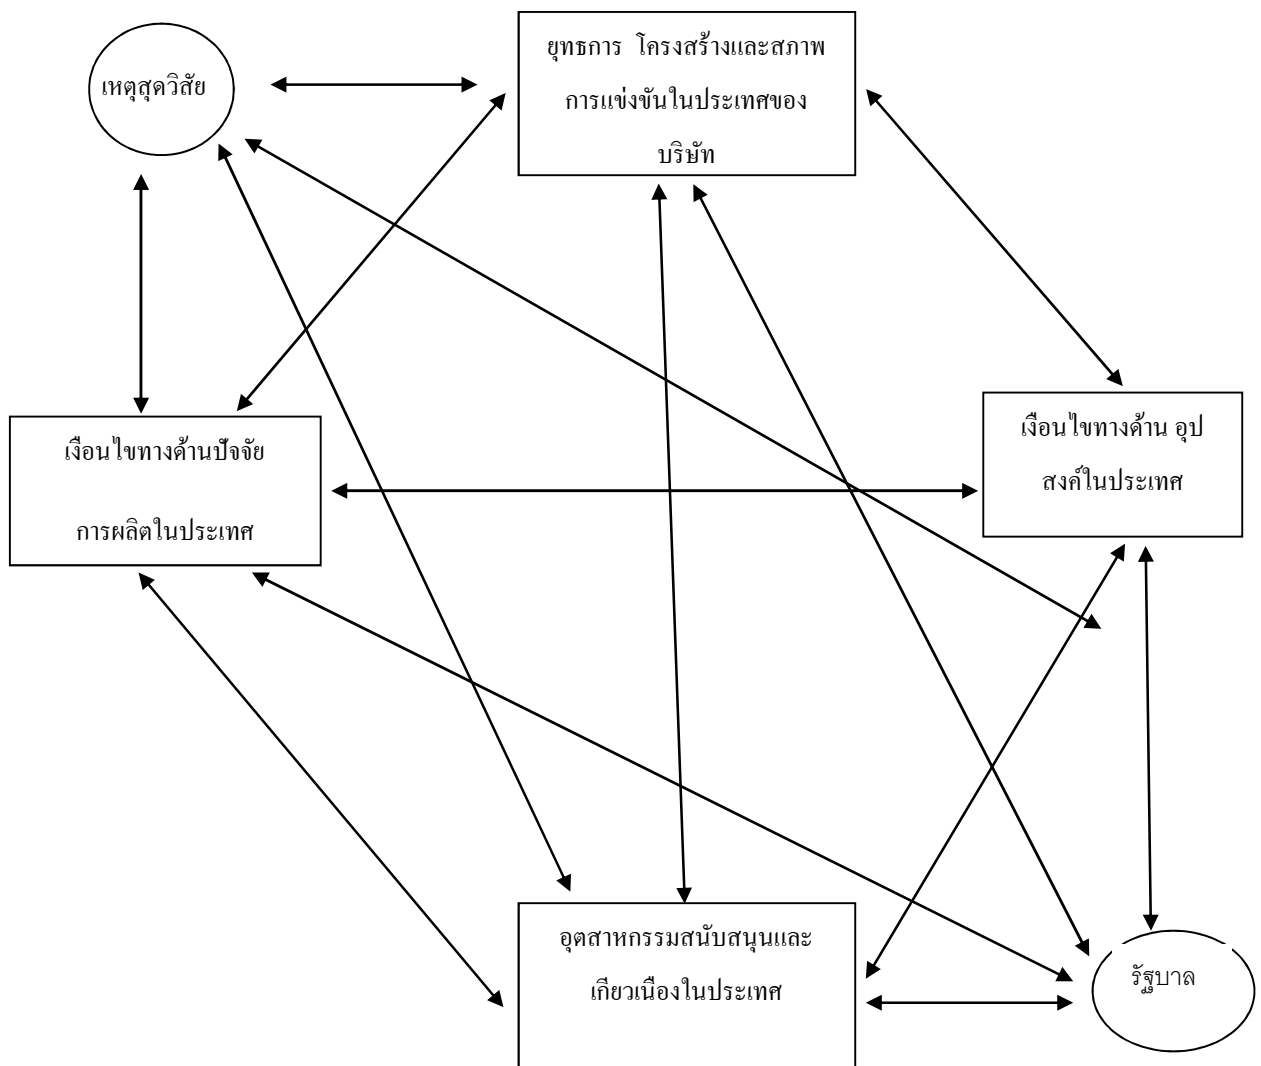 เหตุสุดวิสัย
ยุทธการ โครงสร้างและสภาพ
การแข่งขันในประเทศของ
บริษัท
เงื่อนไขทางด้านปัจจัย
การผลิตในประเทศ
เงื่อนไขทางด้าน อุป
สงค์ในประเทศ
อุตสาหกรรมสนับสนุนและ
เกี่ยวเนื่องในประเทศ
รัฐบาล